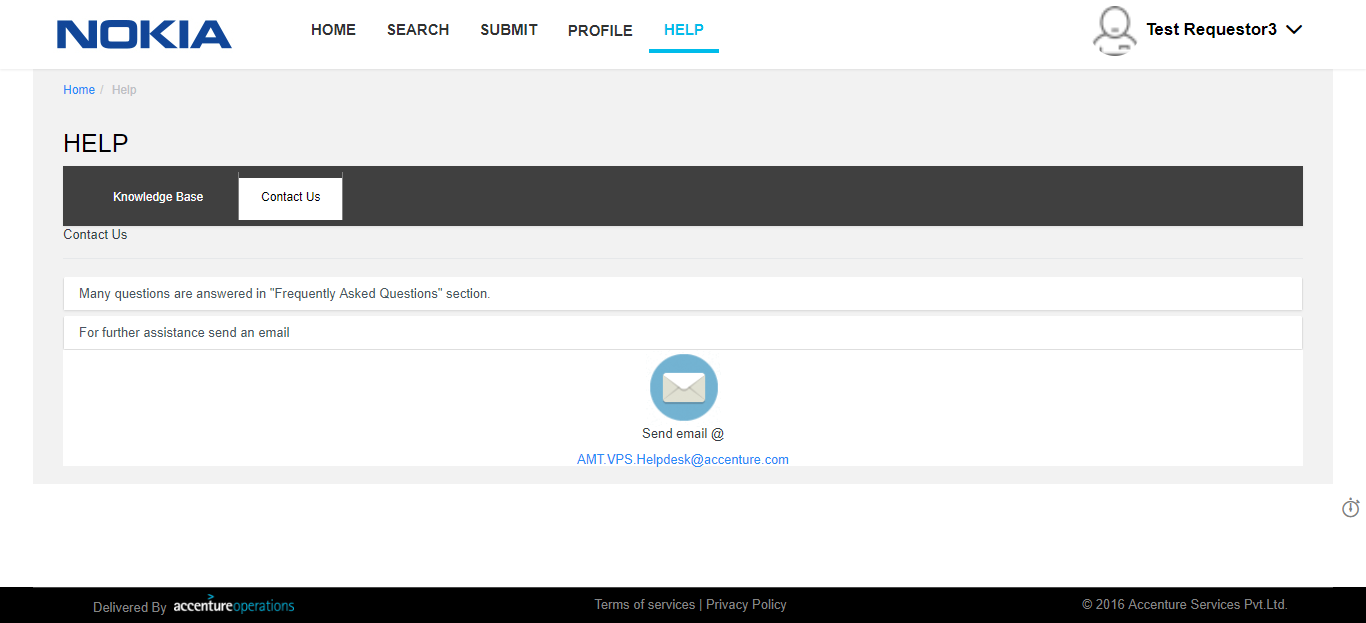 NOKIA HOME SEARCH SUBMIT PROFILE HELP Test Requestor3
Home / Help
HELP
Knowledge Base Contact Us
Contact Us
Many questions are answered in "Frequently Asked Questions" section.
For further assistance send an email
Send email @
AMT.VPS.Helpdesk@accenture.com
Delivered By accentureoperations Terms of services | Privacy Policy © 2016 Accenture Services Pvt.Ltd.